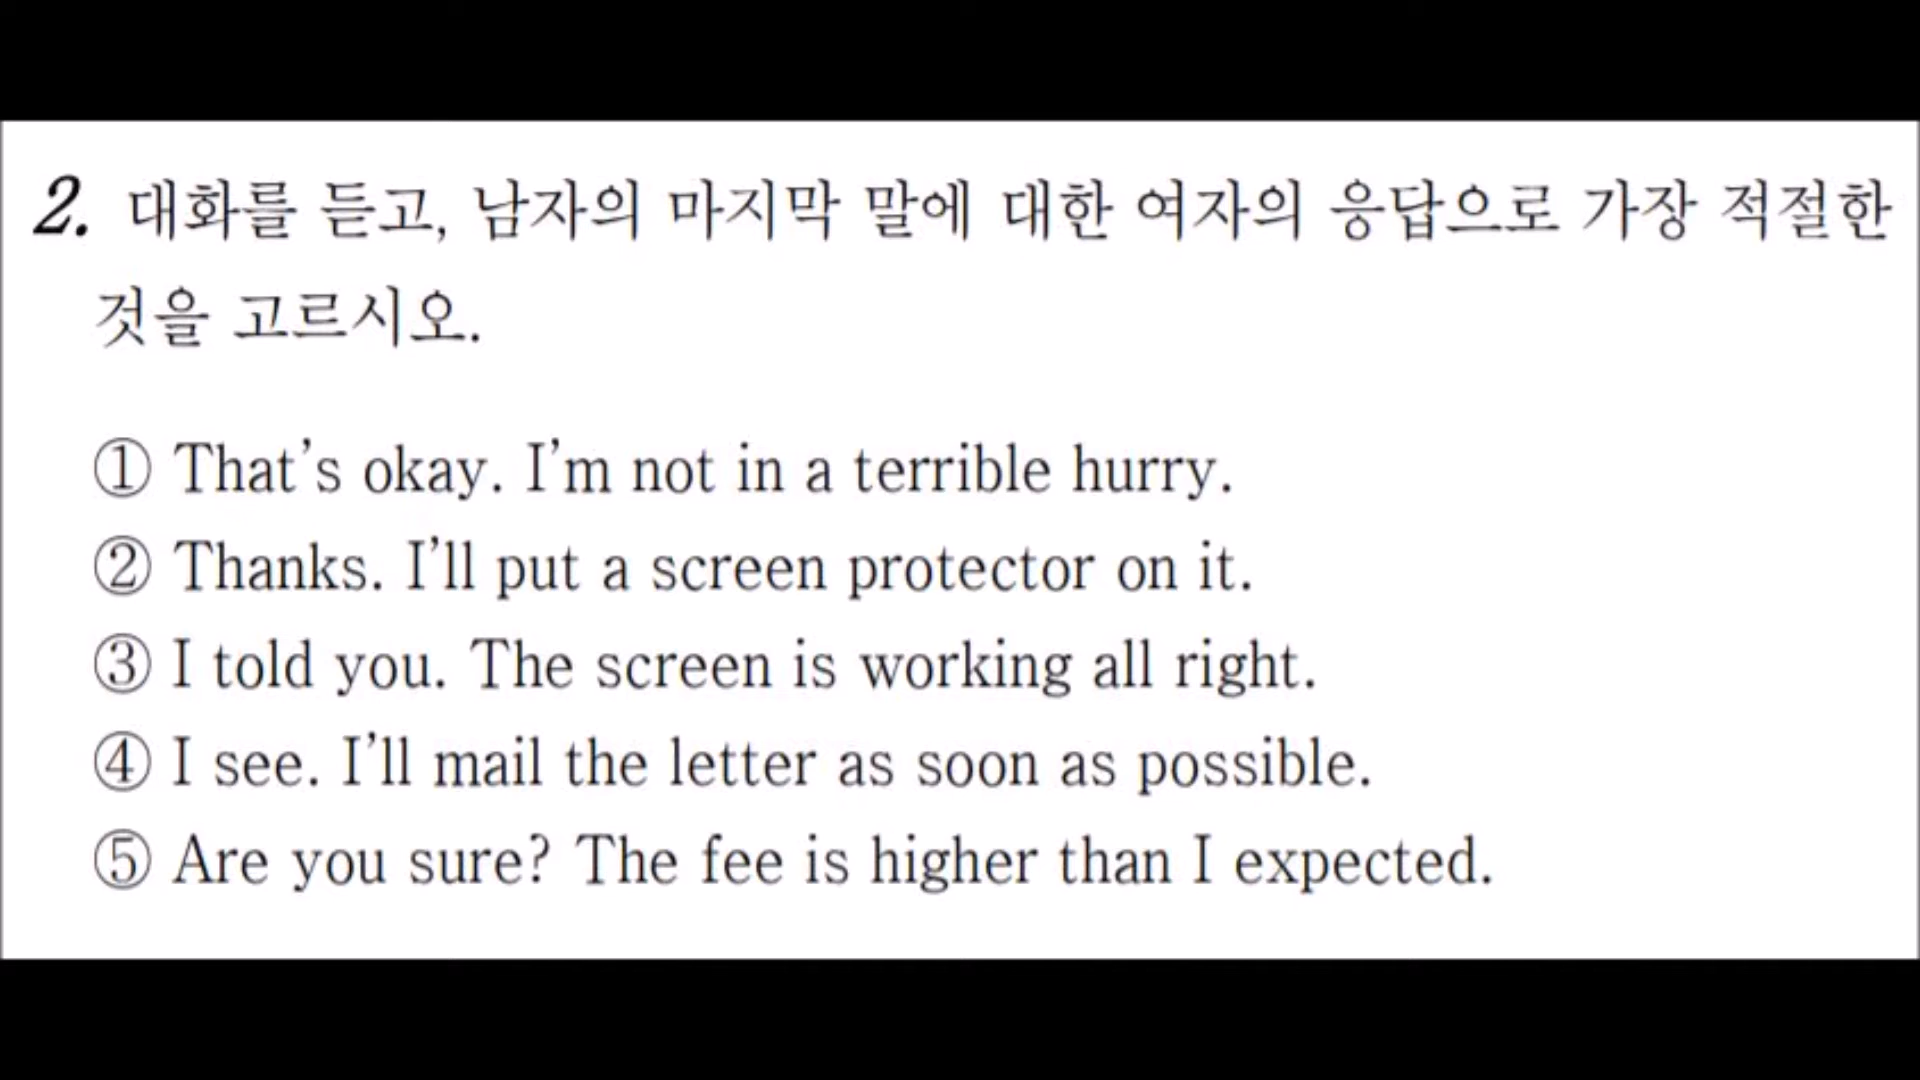 2. 대화를 듣고, 남자의 마지막 말에 대한 여자의 응답으로 가장 적절한
것을 고르시오.
① That's okay. I'm not in a terrible hurry.
② Thanks. I'll put a screen protector on it.
③ I told you. The screen is working all right.
④ I see. I'll mail the letter as soon as possible.
⑤ Are you sure? The fee is higher than I expected.